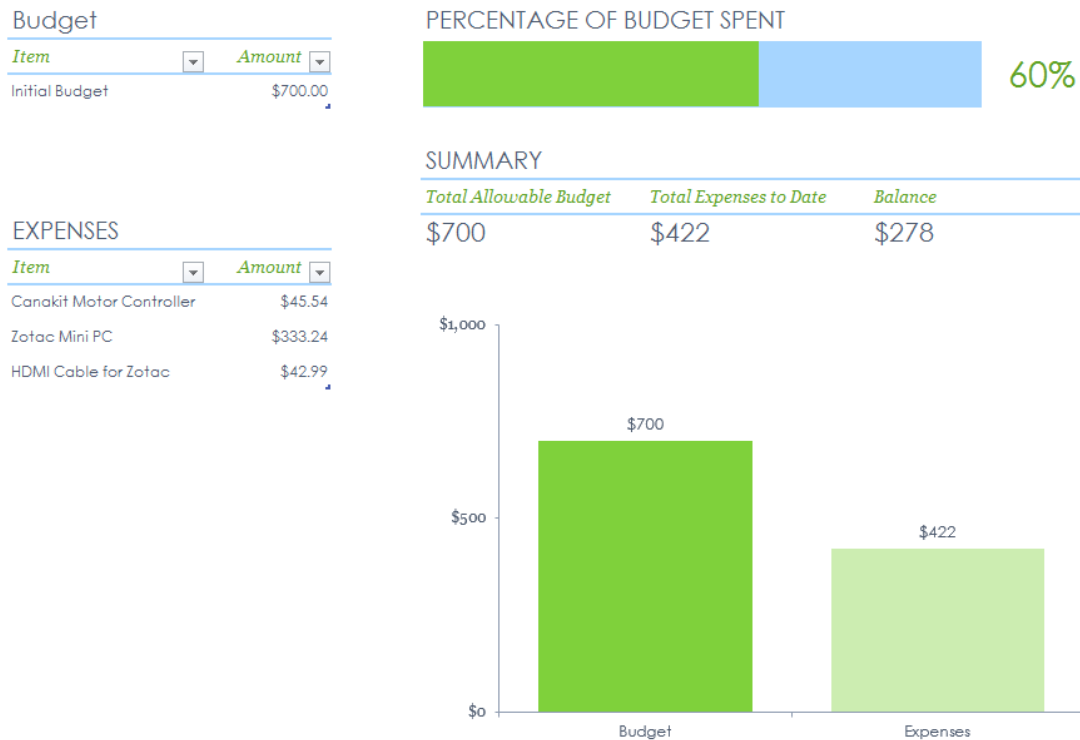 Budget
Item Amount
Initial Budget $700.00
EXPENSES
Item Amount
Canakit Motor Controller $45.54
Zotac Mini PC $333.24
HDMI Cable for Zotac $42.99
PERCENTAGE OF BUDGET SPENT
60%
SUMMARY
Total Allowable Budget Total Expenses to Date Balance
$700 $422 $278
$1,000
$700
$500
$422
$0
Budget Expenses